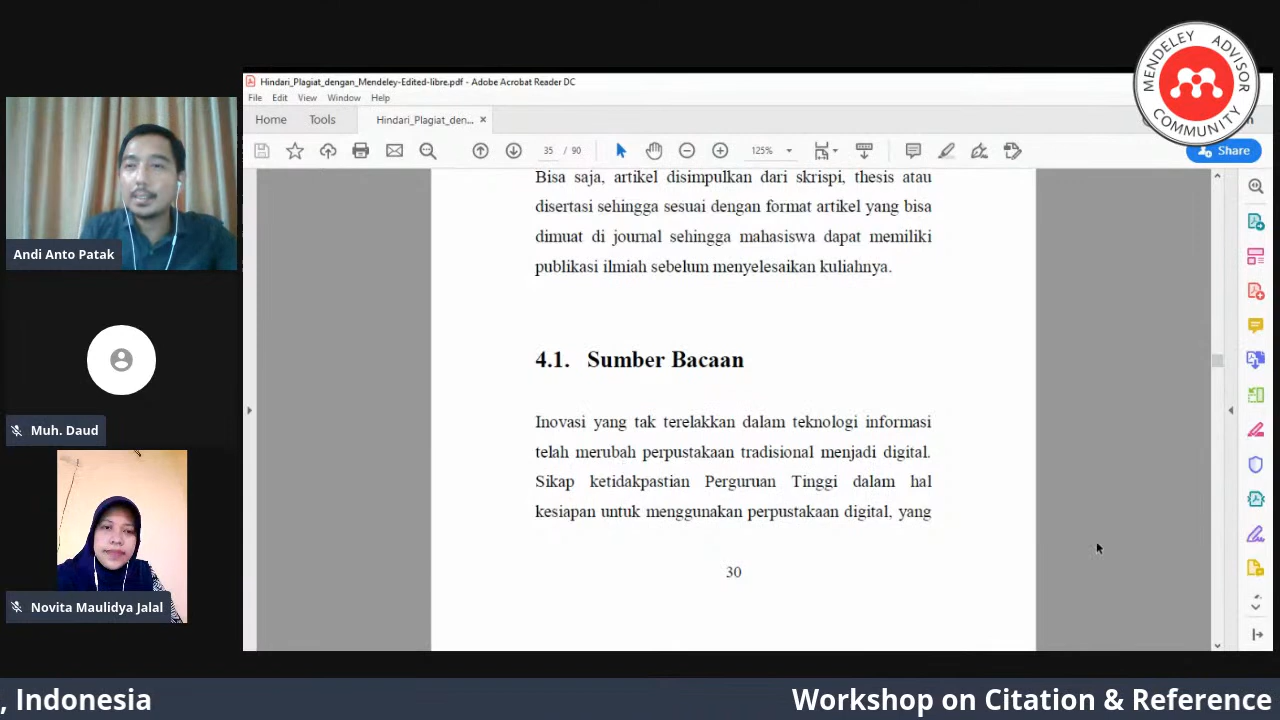 MENDELEY ADVISOR
COMMUNITY
Hindari_Plagiat_dengan_Mendeley-Edited-libre.pdf - Adobe Acrobat Reader DC
File Edit View Window Help
Home Tools Hindari_Plagiat_den...
35 / 90 125% Share
Bisa saja, artikel disimpulkan dari skripsi, thesis atau
disertasi sehingga sesuai dengan format artikel yang bisa
dimuat di journal sehingga mahasiswa dapat memiliki
publikasi ilmiah sebelum menyelesaikan kuliahnya.
4.1. Sumber Bacaan
Inovasi yang tak terelakkan dalam teknologi informasi
telah merubah perpustakaan tradisional menjadi digital.
Sikap ketidakpastian Perguruan Tinggi dalam hal
kesiapan untuk menggunakan perpustakaan digital, yang
30
Andi Anto Patak
Muh. Daud
Novita Maulidya Jalal
, Indonesia
Workshop on Citation & Reference